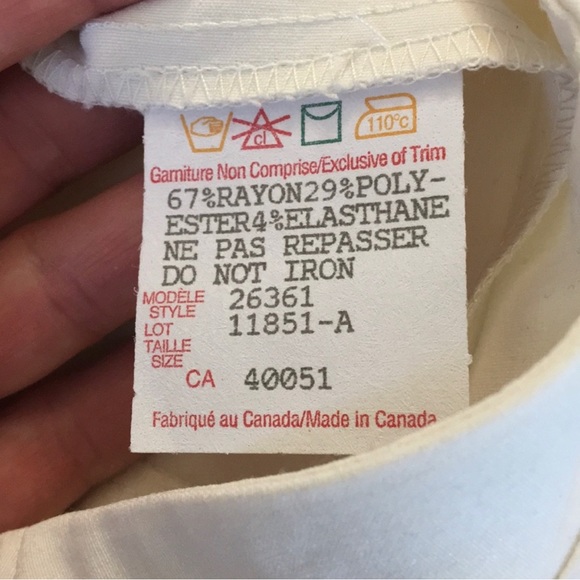 cl 110°c
Garniture Non Comprise/Exclusive of Trim
67%RAYON29%POLY-
ESTER4%ELASTHANE
NE PAS REPASSER
DO NOT IRON
MODÈLE
STYLE 26361
LOT 11851-A
TAILLE
SIZE
CA 40051
Fabriqué au Canada/Made in Canada